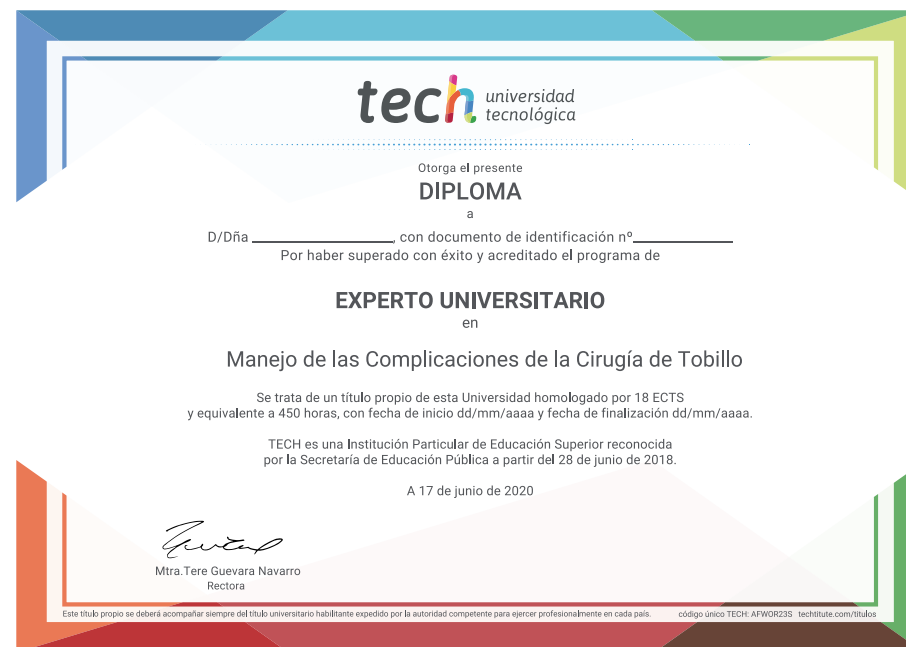 tech universidad
tecnológica
Otorga el presente
DIPLOMA
a
D/Dña ____________________, con documento de identificación nº______________
Por haber superado con éxito y acreditado el programa de
EXPERTO UNIVERSITARIO
en
Manejo de las Complicaciones de la Cirugía de Tobillo
Se trata de un título propio de esta Universidad homologado por 18 ECTS
y equivalente a 450 horas, con fecha de inicio dd/mm/aaaa y fecha de finalización dd/mm/aaaa.
TECH es una Institución Particular de Educación Superior reconocida
por la Secretaría de Educación Pública a partir del 28 de junio de 2018.
A 17 de junio de 2020
Mtra.Tere Guevara Navarro
Rectora
Este título propio se deberá acompañar siempre del título universitario habilitante expedido por la autoridad competente para ejercer profesionalmente en cada país. código único TECH: AFWOR23S techtitute.com/titulos